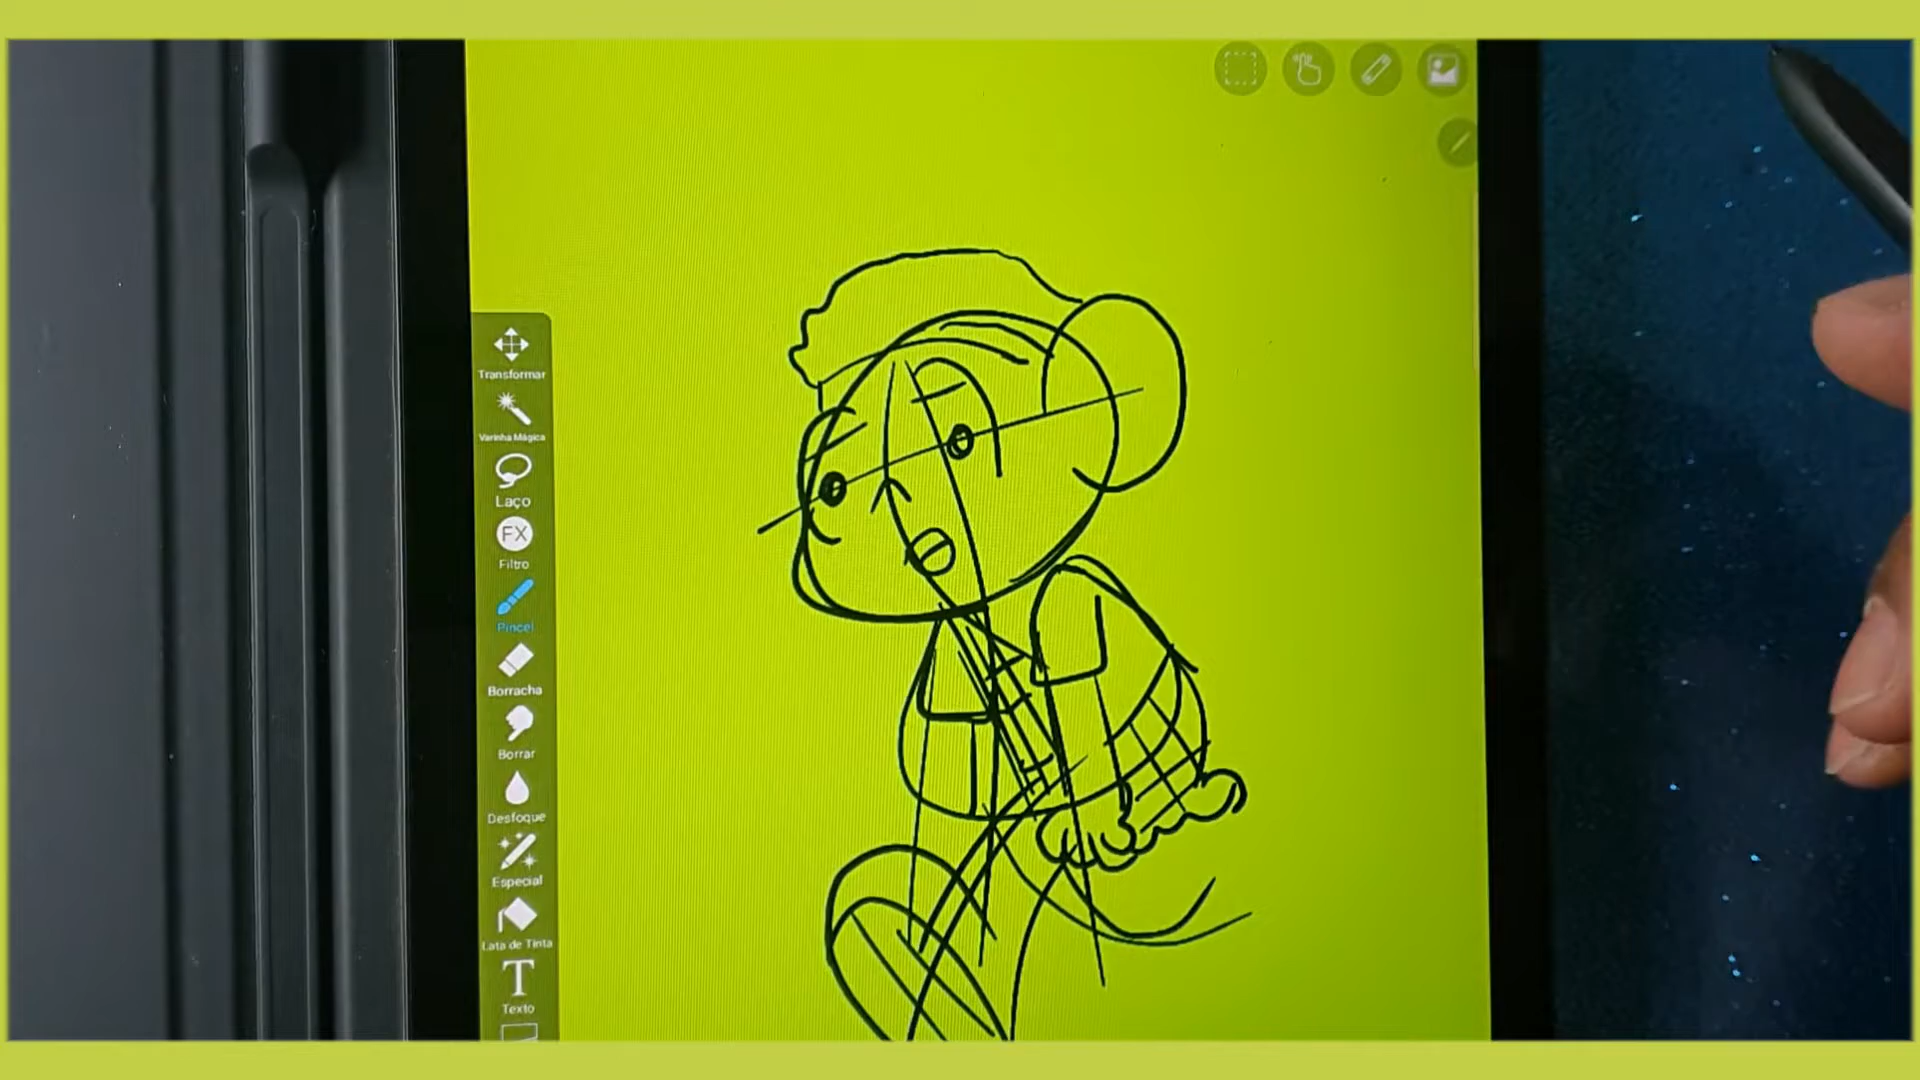 Transformar
Varinha Mágica
Laço
FX
Filtro
Pincel
Borracha
Borrar
Desfoque
Especial
Lata de Tinta
T
Texto